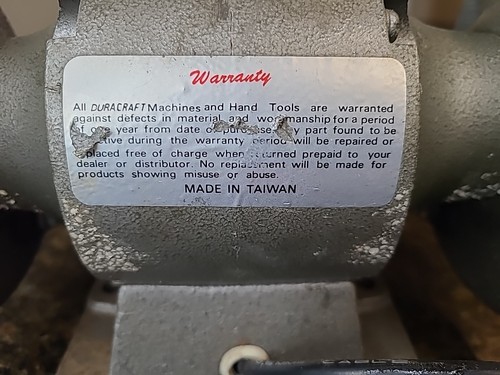 Warranty
All DURACRAFT Machines and Hand Tools are warranted
against defects in material and workmanship for a period
of one year from date of purchase. Any part found to be
defective during the warranty period will be repaired or
replaced free of charge when returned prepaid to your
dealer or distributor. No replacement will be made for
products showing misuse or abuse.
MADE IN TAIWAN